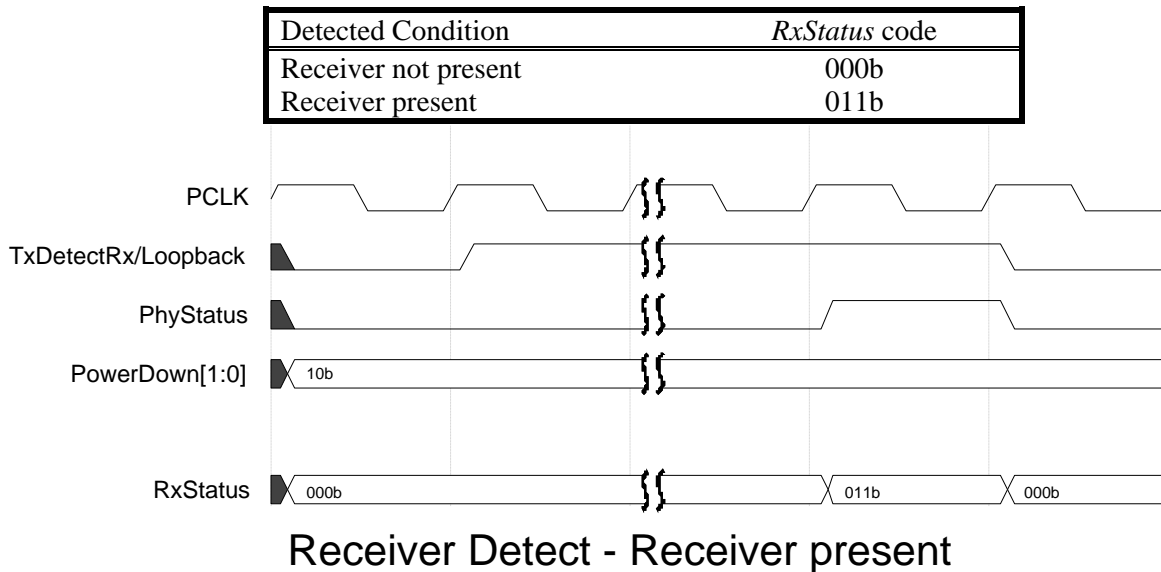 Detected Condition RxStatus code
Receiver not present 000b
Receiver present 011b
PCLK
TxDetectRx/Loopback
PhyStatus
PowerDown[1:0] 10b
RxStatus 000b 011b 000b
Receiver Detect - Receiver present